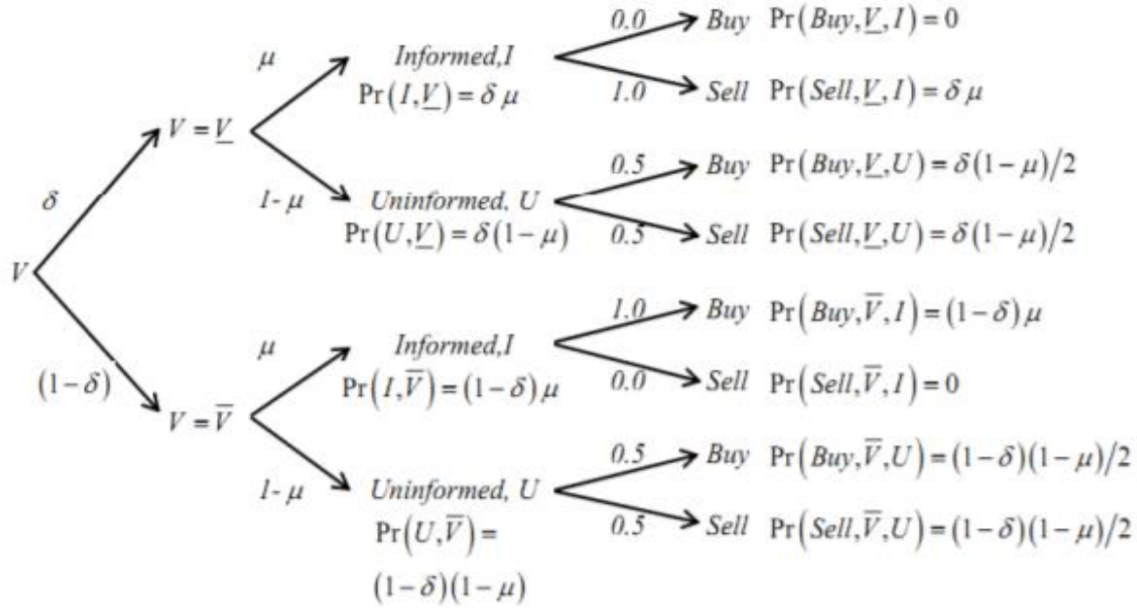 0.0 Buy Pr(Buy,V̲,I)=0
μ Informed,I
Pr(I,V̲)=δμ
1.0 Sell Pr(Sell,V̲,I)=δμ
V=V̲
δ
1-μ Uninformed, U
Pr(U,V̲)=δ(1−μ)
0.5 Buy Pr(Buy,V̲,U)=δ(1−μ)/2
0.5 Sell Pr(Sell,V̲,U)=δ(1−μ)/2
V
(1−δ)
1.0 Buy Pr(Buy,V̅,I)=(1−δ)μ
μ Informed,I
Pr(I,V̅)=(1−δ)μ
0.0 Sell Pr(Sell,V̅,I)=0
V=V̅
0.5 Buy Pr(Buy,V̅,U)=(1−δ)(1−μ)/2
1-μ Uninformed, U
0.5 Sell Pr(Sell,V̅,U)=(1−δ)(1−μ)/2
Pr(U,V̅)=
(1−δ)(1−μ)